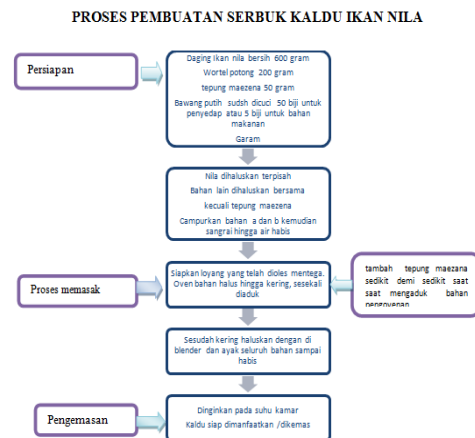 PROSES PEMBUATAN SERBUK KALDU IKAN NILA
Persiapan
Daging Ikan nila bersih 600 gram
Wortel potong 200 gram
tepung maezena 50 gram
Bawang putih sudsh dicuci 50 biji untuk
penyedap atau 5 biji untuk bahan
makanan
Garam
Nila dihaluskan terpisah
Bahan lain dihaluskan bersama
kecuali tepung maezena
Campurkan bahan a dan b kemudian
sangrai hingga air habis
Proses memasak
Siapkan loyang yang telah dioles mentega.
Oven bahan halus hingga kering, sesekali
diaduk
tambah tepung maezana
sedikit demi sedikit saat
saat mengaduk bahan
pengovenan
Sesudah kering haluskan dengan di
blender dan ayak seluruh bahan sampai
habis
Pengemasan
Dinginkan pada suhu kamar
Kaldu siap dimanfaatkan /dikemas